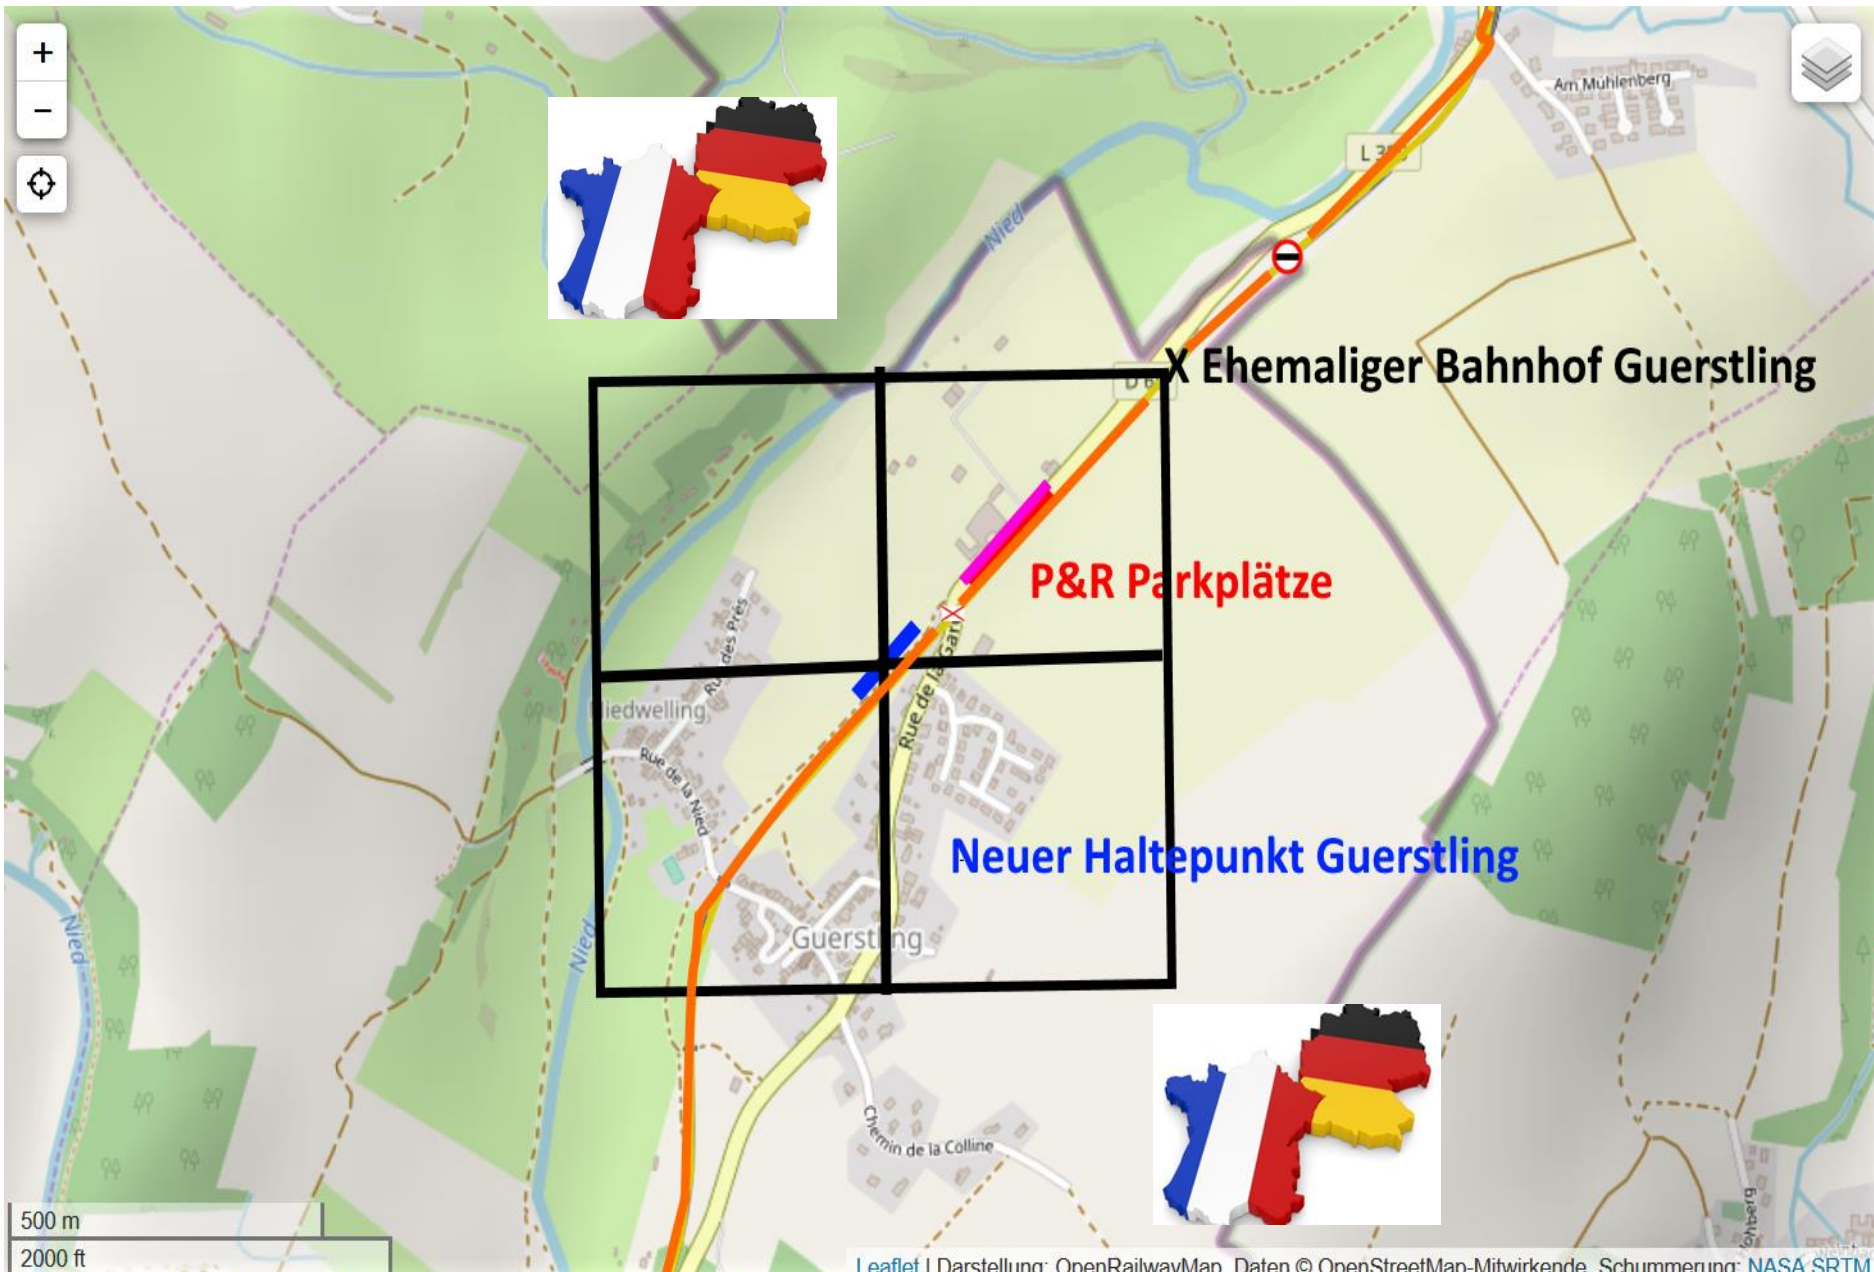 +
Am Mühlenberg
−
L 3
Nied
X Ehemaliger Bahnhof Guerstling
D 6
P&R Parkplätze
Rue des Prés
Rue de la Gare
Niedwelling
Rue de la Nied
Neuer Haltepunkt Guerstling
Nied
Nied
Guerstling
Chemin de la Colline
500 m
2000 ft
Leaflet | Darstellung: OpenRailwayMap, Daten © OpenStreetMap-Mitwirkende, Schummerung: NASA SRTM